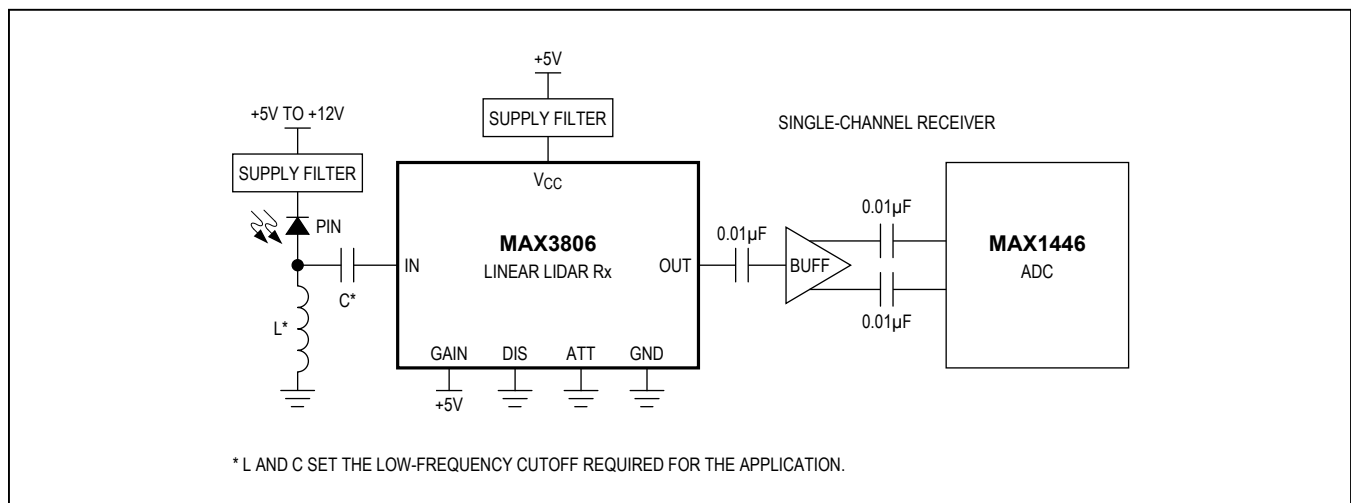 +5V
+5V TO +12V
SUPPLY FILTER
SINGLE-CHANNEL RECEIVER
SUPPLY FILTER
VCC
PIN
0.01µF
0.01µF
MAX3806
MAX1446
IN
LINEAR LIDAR Rx
OUT
BUFF
ADC
C*
L*
0.01µF
GAIN
DIS
ATT
GND
+5V
* L AND C SET THE LOW-FREQUENCY CUTOFF REQUIRED FOR THE APPLICATION.